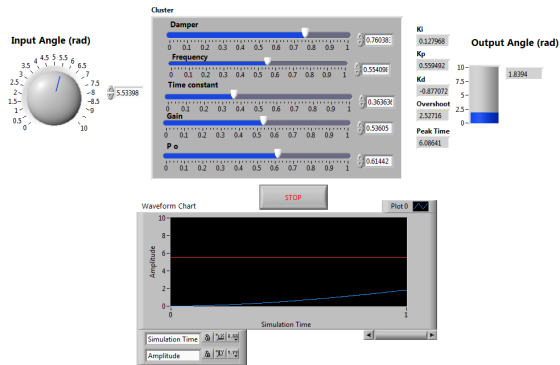 Cluster
Damper
0 0.1 0.2 0.3 0.4 0.5 0.6 0.7 0.8 0.9 1
0.760383
Frequency
0 0.1 0.2 0.3 0.4 0.5 0.6 0.7 0.8 0.9 1
0.554098
Time constant
0 0.1 0.2 0.3 0.4 0.5 0.6 0.7 0.8 0.9 1
0.363636
Gain
0 0.1 0.2 0.3 0.4 0.5 0.6 0.7 0.8 0.9 1
0.53605
P o
0 0.1 0.2 0.3 0.4 0.5 0.6 0.7 0.8 0.9 1
0.61442
Input Angle (rad)
0 0.5 1 1.5 2 2.5 3 3.5 4 4.5 5 5.5 6 6.5 7 7.5 8 8.5 9 9.5 10
5.53398
Ki
0.127968
Kp
0.559492
Kd
-0.877072
Overshoot
2.52716
Peak Time
6.08641
Output Angle (rad)
10-
7.5-
5-
2.5-
0-
1.8394
STOP
Waveform Chart
Plot 0
10
8
6
4
2
0
Amplitude
0 1
Simulation Time
Simulation Time
Amplitude